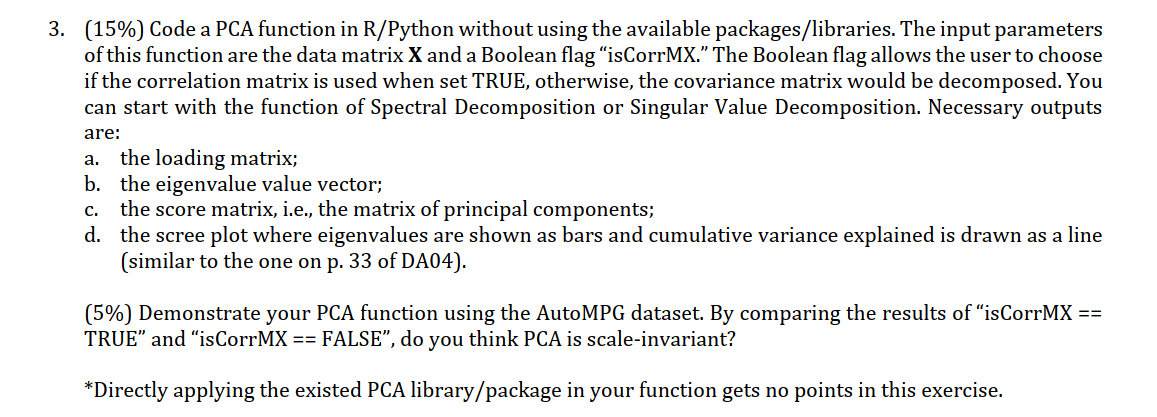 3. (15%) Code a PCA function in R/Python without using the available packages/libraries. The input parameters
of this function are the data matrix X and a Boolean flag “isCorrMX.” The Boolean flag allows the user to choose
if the correlation matrix is used when set TRUE, otherwise, the covariance matrix would be decomposed. You
can start with the function of Spectral Decomposition or Singular Value Decomposition. Necessary outputs
are:
a. the loading matrix;
b. the eigenvalue value vector;
c. the score matrix, i.e., the matrix of principal components;
d. the scree plot where eigenvalues are shown as bars and cumulative variance explained is drawn as a line
(similar to the one on p. 33 of DA04).
(5%) Demonstrate your PCA function using the AutoMPG dataset. By comparing the results of “isCorrMX ==
TRUE” and “isCorrMX == FALSE”, do you think PCA is scale-invariant?
*Directly applying the existed PCA library/package in your function gets no points in this exercise.